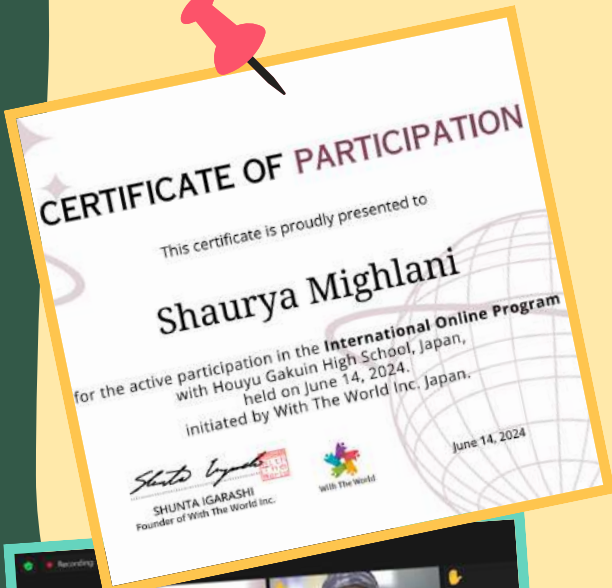 CERTIFICATE OF PARTICIPATION
This certificate is proudly presented to
Shaurya Mighlani
for the active participation in the International Online Program
with Houyu Gakuin High School, Japan,
held on June 14, 2024.
initiated by With The World Inc. Japan.
June 14, 2024
SHUNTA IGARASHI
Founder of With The World Inc.
With The World
Recording